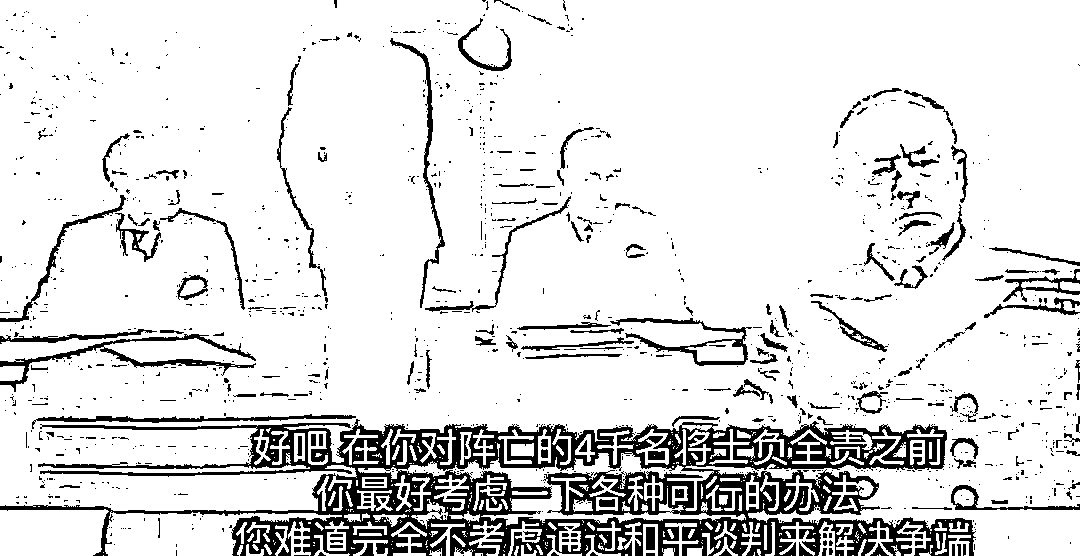 好吧 在你对阵亡的4千名将士负全责之前
你最好考虑一下各种可行的办法
您难道完全不考虑通过和平谈判来解决争端